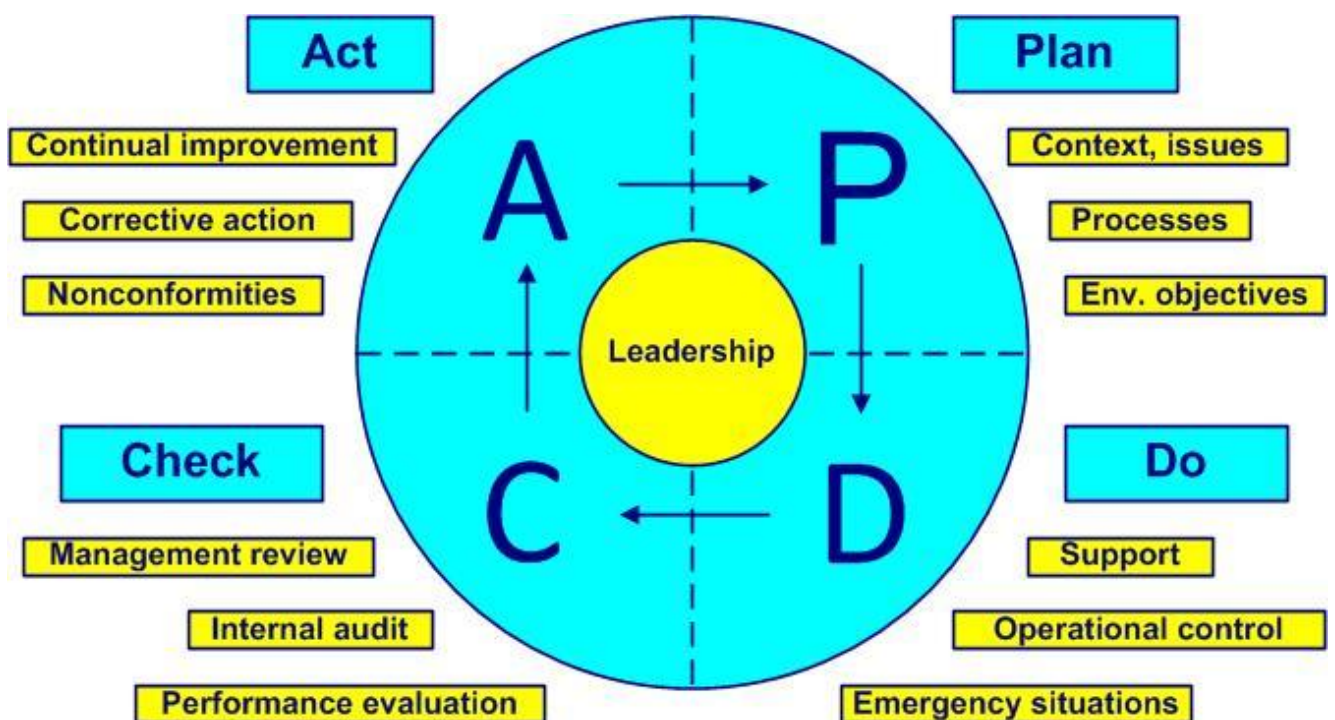 Act
Plan
Continual improvement
Context, issues
Corrective action
Processes
Nonconformities
Env. objectives
A
P
Leadership
Check
Do
C
D
Management review
Support
Internal audit
Operational control
Performance evaluation
Emergency situations